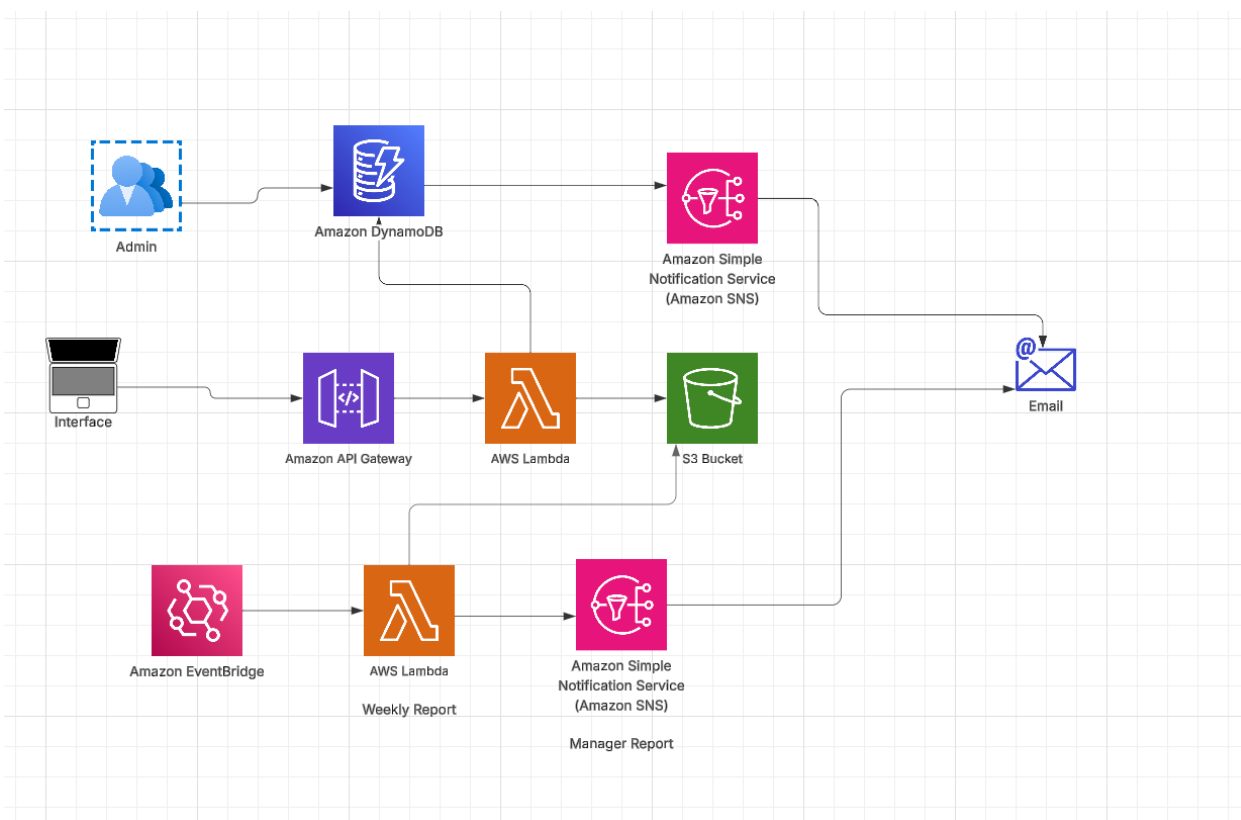 Admin
Amazon DynamoDB
Amazon Simple
Notification Service
(Amazon SNS)
Interface
Amazon API Gateway
AWS Lambda
S3 Bucket
@
Email
Amazon EventBridge
AWS Lambda
Weekly Report
Amazon Simple
Notification Service
(Amazon SNS)
Manager Report